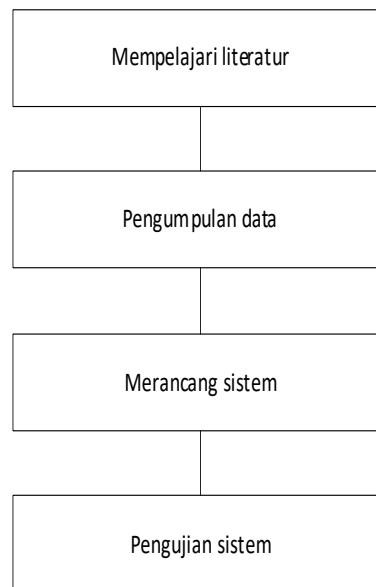 Mempelajari literatur
Pengumpulan data
Merancang sistem
Pengujian sistem